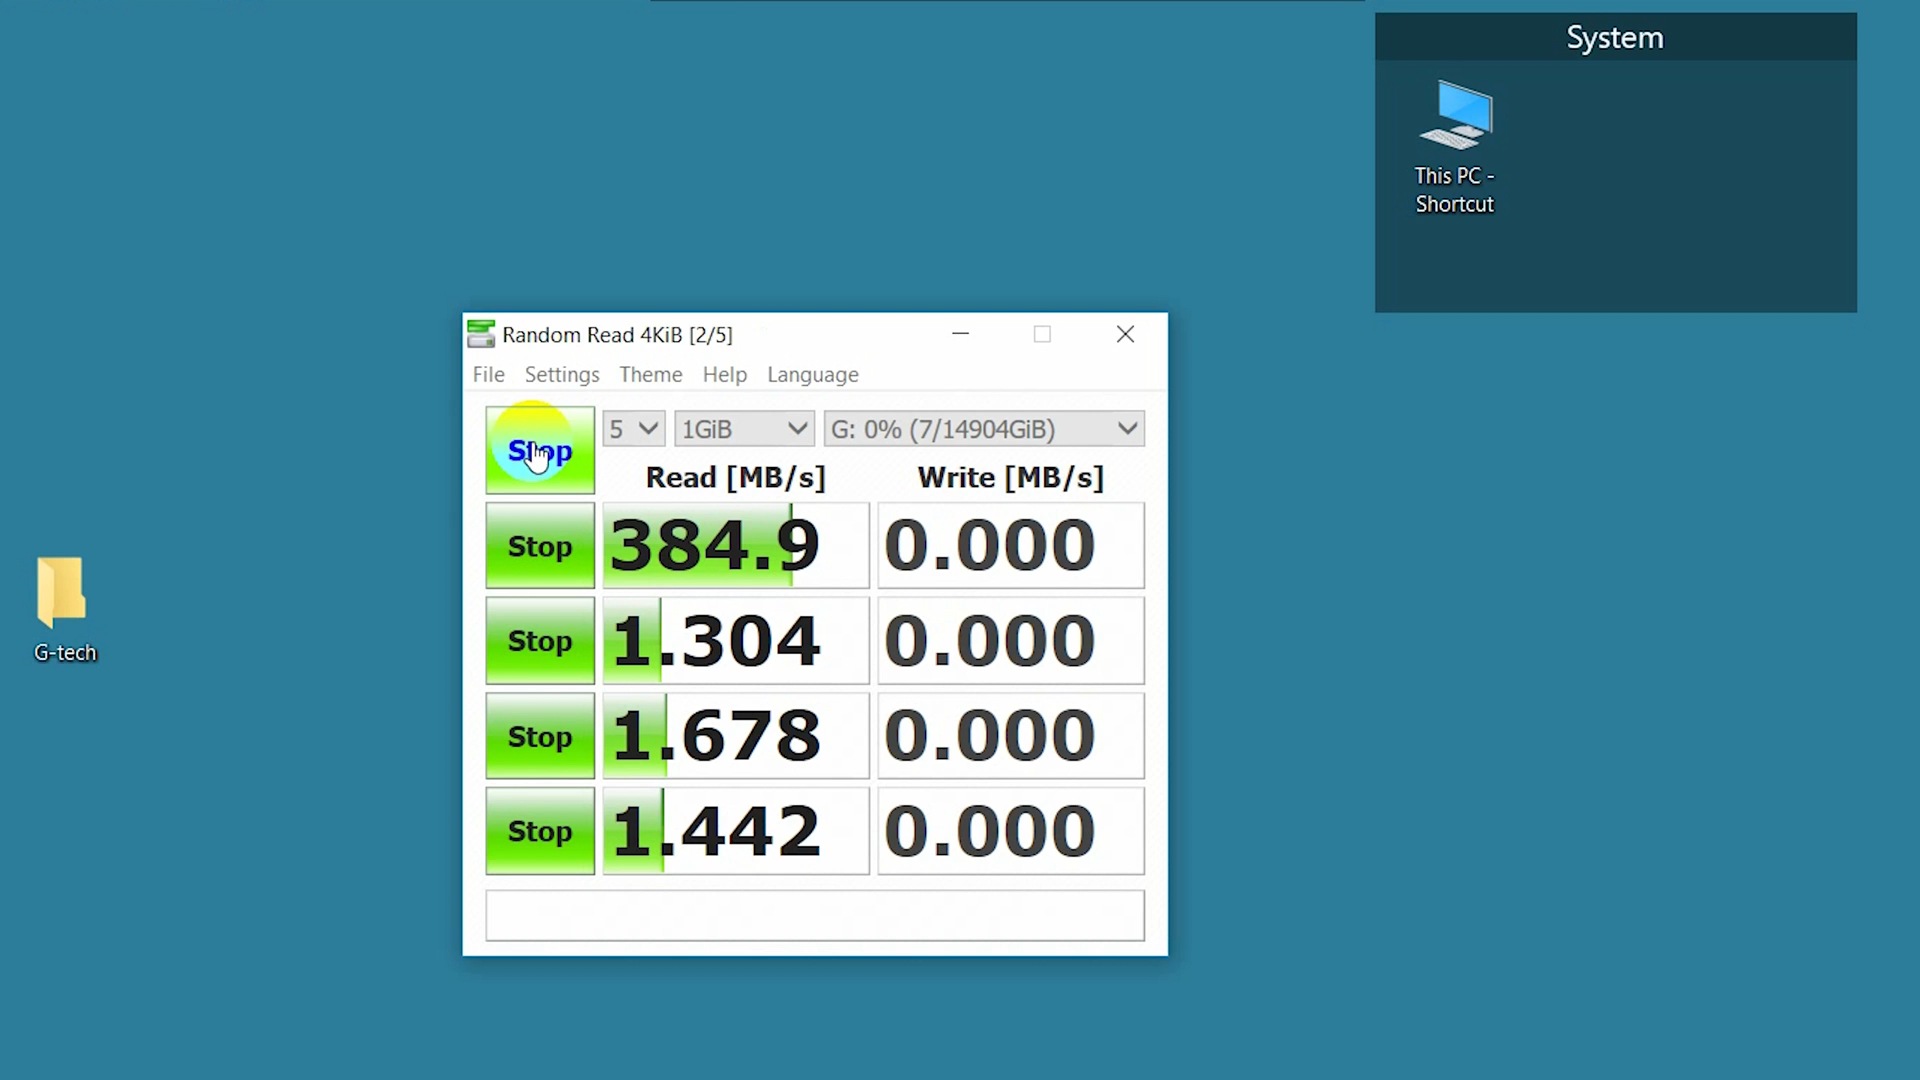 System
This PC -
Shortcut
Random Read 4KiB [2/5]
File Settings Theme Help Language
Stop 5 1GiB G: 0% (7/14904GiB)
Read [MB/s] Write [MB/s]
Stop 384.9 0.000
Stop 1.304 0.000
Stop 1.678 0.000
Stop 1.442 0.000
G-tech